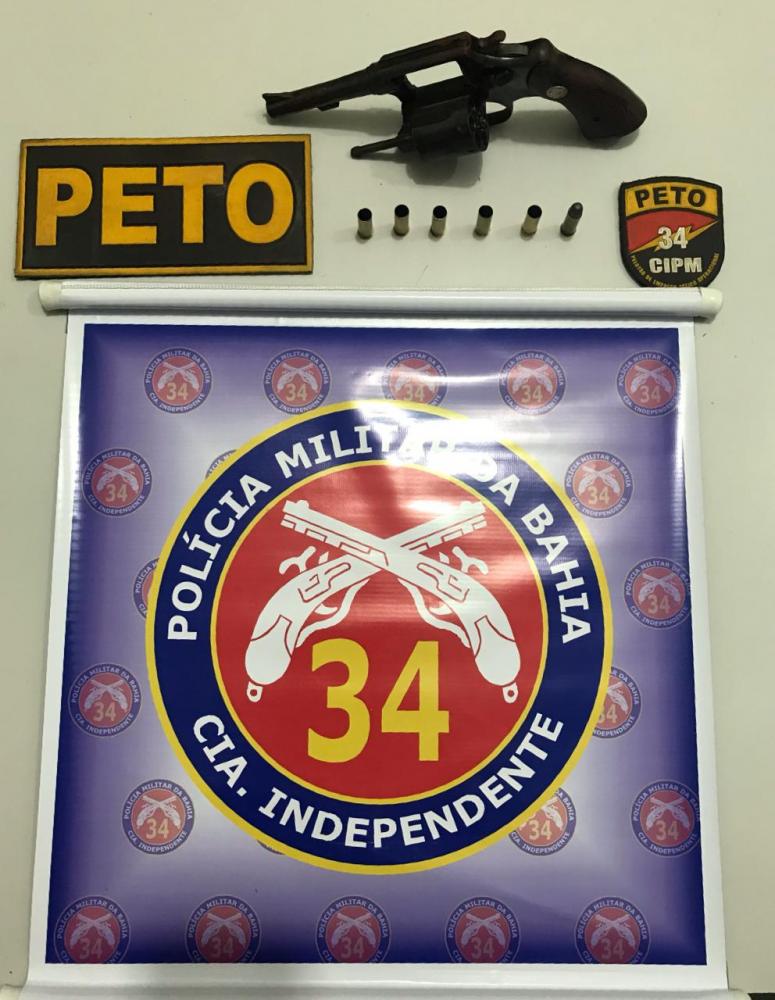 PETO
PETO
34
CIPM
POLÍCIA MILITAR DA BAHIA
34
CIA. INDEPENDENTE